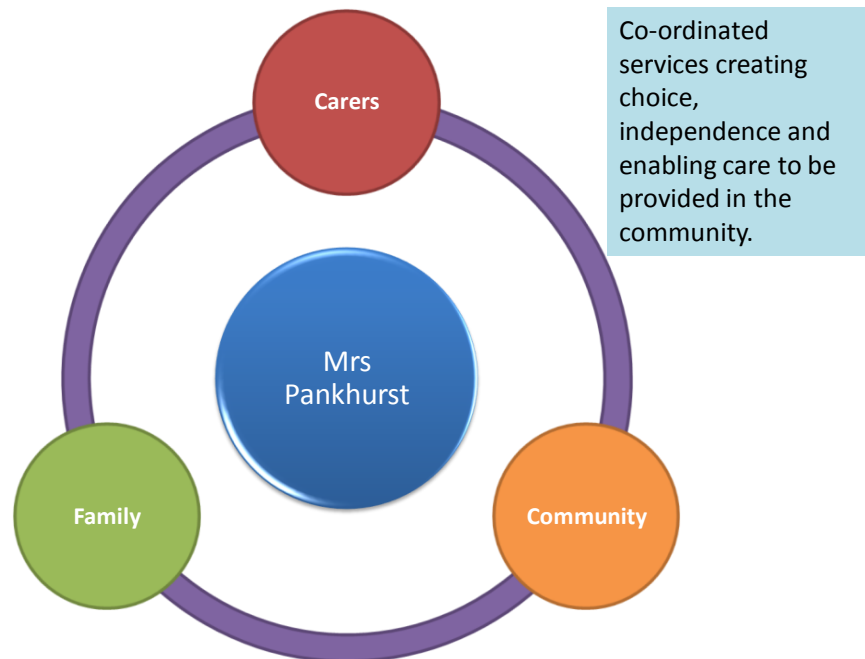 Carers
Co-ordinated
services creating
choice,
independence and
enabling care to be
provided in the
community.
Mrs
Pankhurst
Family
Community